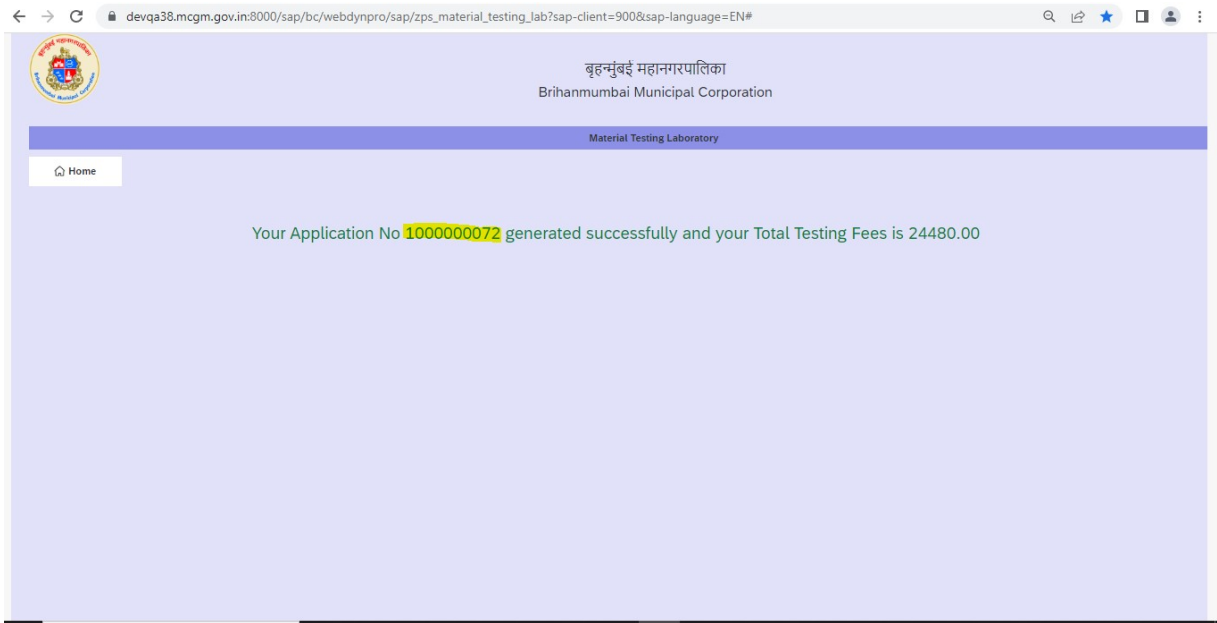 devqa38.mcgm.gov.in:8000/sap/bc/webdynpro/sap/zps_material_testing_lab?sap-client=900&sap-language=EN#
बृहन्मुंबई महानगरपालिका
Brihanmumbai Municipal Corporation
Material Testing Laboratory
Home
Your Application No 1000000072 generated successfully and your Total Testing Fees is 24480.00